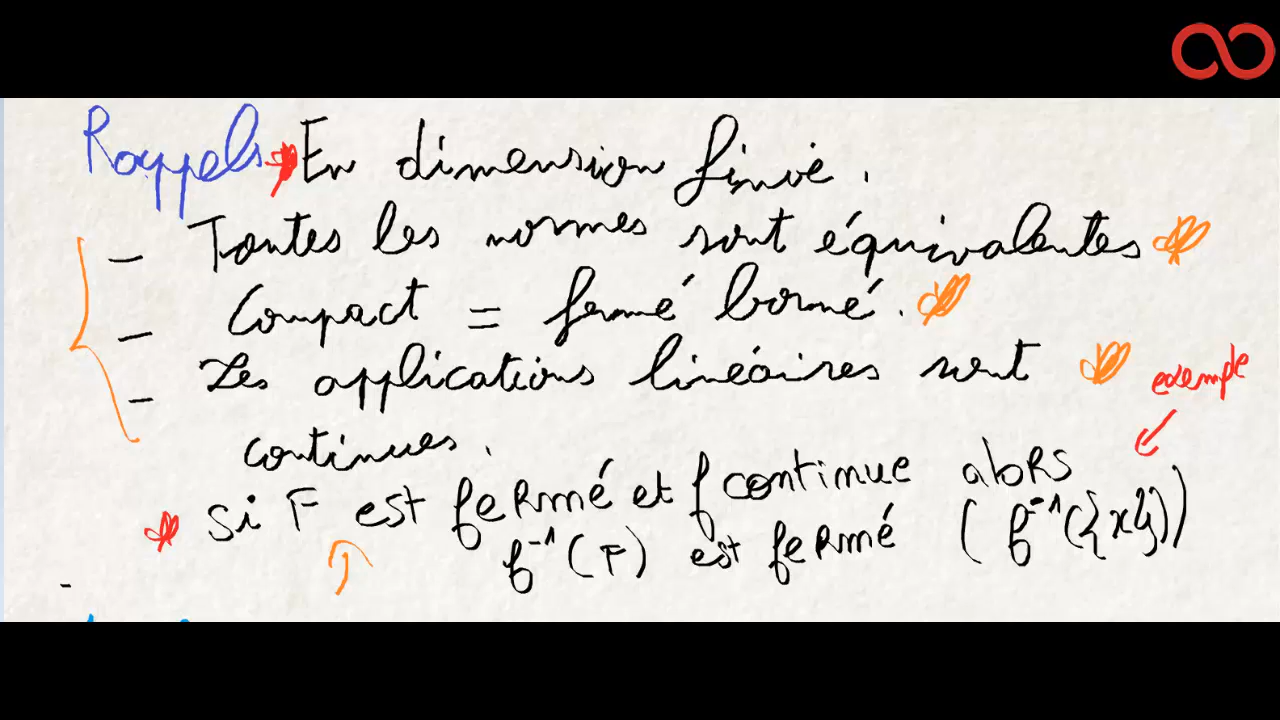 Rappels En dimension finie.
- Toutes les normes sont équivalentes
- Compact = fermé borné.
- Les applications linéaires sont
exemple
continues.
Si F est fermé et f continue alors
f⁻¹(F) est fermé (f⁻¹({x}))